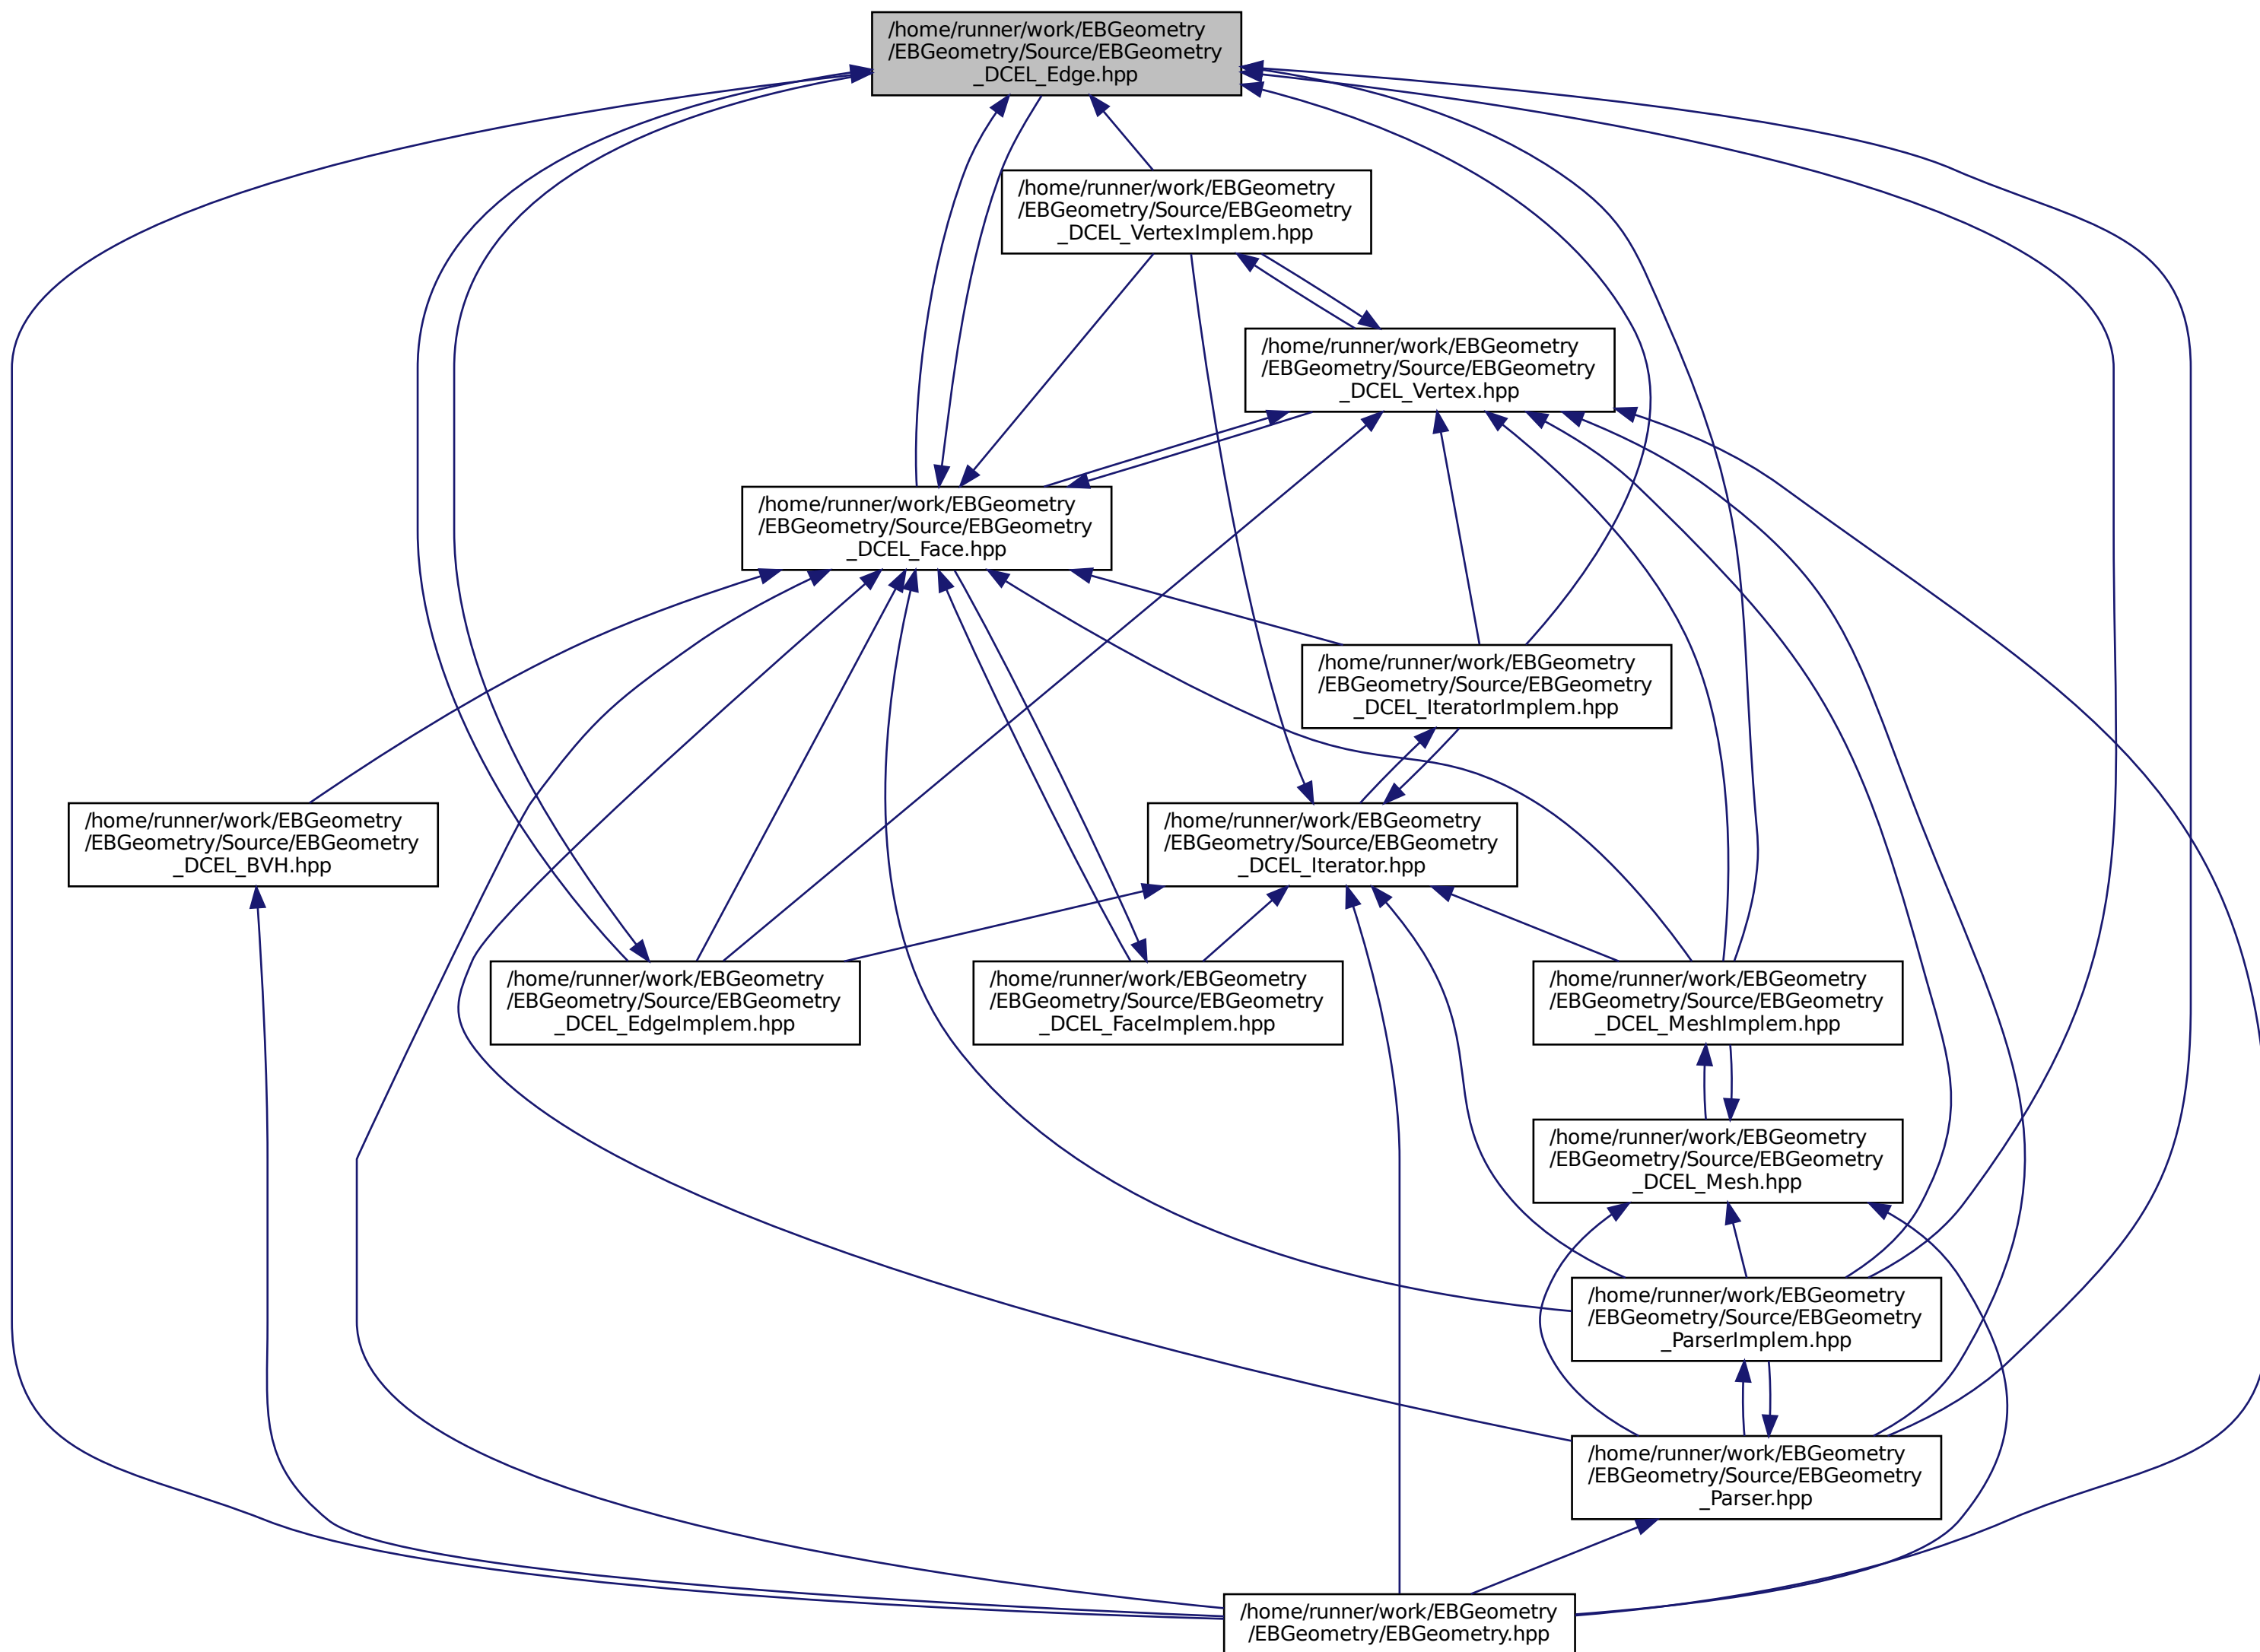 /home/runner/work/EBGeometry
/EBGeometry/Source/EBGeometry
_DCEL_Edge.hpp
/home/runner/work/EBGeometry
/EBGeometry/Source/EBGeometry
_DCEL_VertexImplem.hpp
/home/runner/work/EBGeometry
/EBGeometry/Source/EBGeometry
_DCEL_Vertex.hpp
/home/runner/work/EBGeometry
/EBGeometry/Source/EBGeometry
_DCEL_Face.hpp
/home/runner/work/EBGeometry
/EBGeometry/Source/EBGeometry
_DCEL_IteratorImplem.hpp
/home/runner/work/EBGeometry
/EBGeometry/Source/EBGeometry
_DCEL_BVH.hpp
/home/runner/work/EBGeometry
/EBGeometry/Source/EBGeometry
_DCEL_Iterator.hpp
/home/runner/work/EBGeometry
/EBGeometry/Source/EBGeometry
_DCEL_EdgeImplem.hpp
/home/runner/work/EBGeometry
/EBGeometry/Source/EBGeometry
_DCEL_FaceImplem.hpp
/home/runner/work/EBGeometry
/EBGeometry/Source/EBGeometry
_DCEL_MeshImplem.hpp
/home/runner/work/EBGeometry
/EBGeometry/Source/EBGeometry
_DCEL_Mesh.hpp
/home/runner/work/EBGeometry
/EBGeometry/Source/EBGeometry
_ParserImplem.hpp
/home/runner/work/EBGeometry
/EBGeometry/Source/EBGeometry
_Parser.hpp
/home/runner/work/EBGeometry
/EBGeometry/EBGeometry.hpp